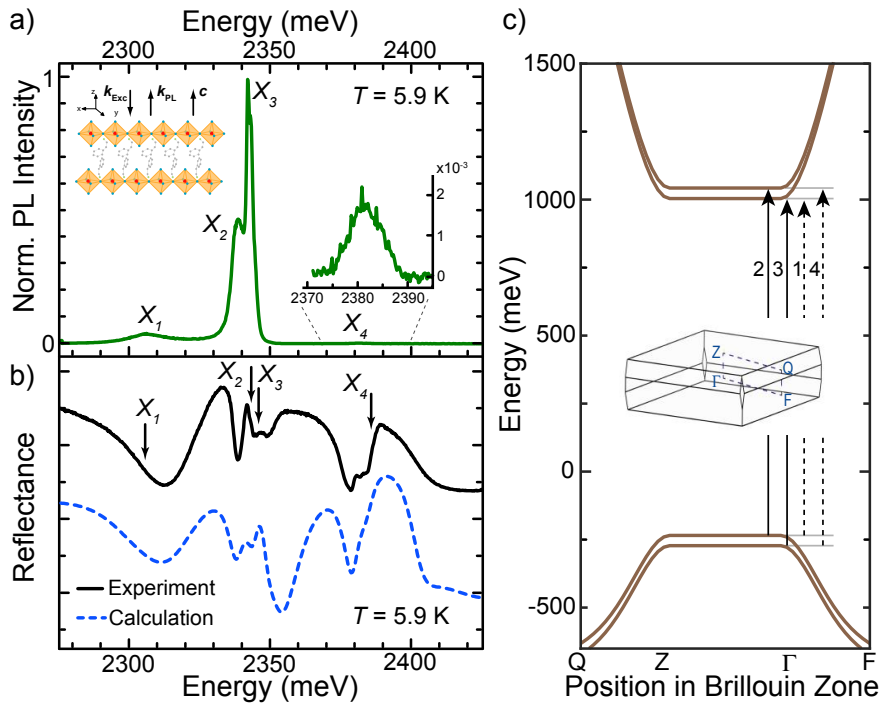 a)
Energy (meV)
2300 2350 2400
Norm. PL Intensity
1
0
k_Exc k_PL c
z
x
y
X3
T = 5.9 K
X2
X1
X4
x10^-3
2
1
0
2370 2380 2390
b)
Reflectance
X1
X2
X3
X4
Experiment
Calculation
T = 5.9 K
2300 2350 2400
Energy (meV)
c)
Energy (meV)
1500
1000
500
0
-500
2 3 1 4
Z
Q
Γ
F
Q Z Γ F
Position in Brillouin Zone